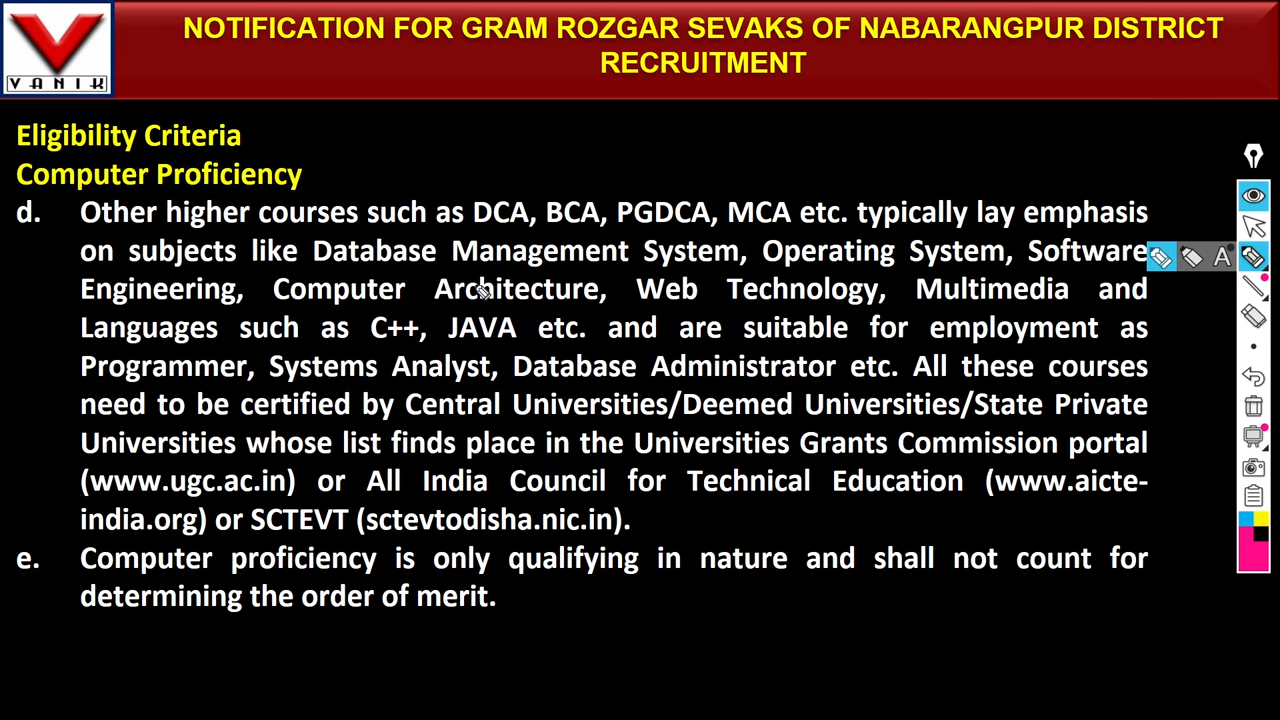 VANIK
NOTIFICATION FOR GRAM ROZGAR SEVAKS OF NABARANGPUR DISTRICT
RECRUITMENT
Eligibility Criteria
Computer Proficiency
d. Other higher courses such as DCA, BCA, PGDCA, MCA etc. typically lay emphasis
on subjects like Database Management System, Operating System, Software
Engineering, Computer Architecture, Web Technology, Multimedia and
Languages such as C++, JAVA etc. and are suitable for employment as
Programmer, Systems Analyst, Database Administrator etc. All these courses
need to be certified by Central Universities/Deemed Universities/State Private
Universities whose list finds place in the Universities Grants Commission portal
(www.ugc.ac.in) or All India Council for Technical Education (www.aicte-
india.org) or SCTEVT (sctevtodisha.nic.in).
e. Computer proficiency is only qualifying in nature and shall not count for
determining the order of merit.
A